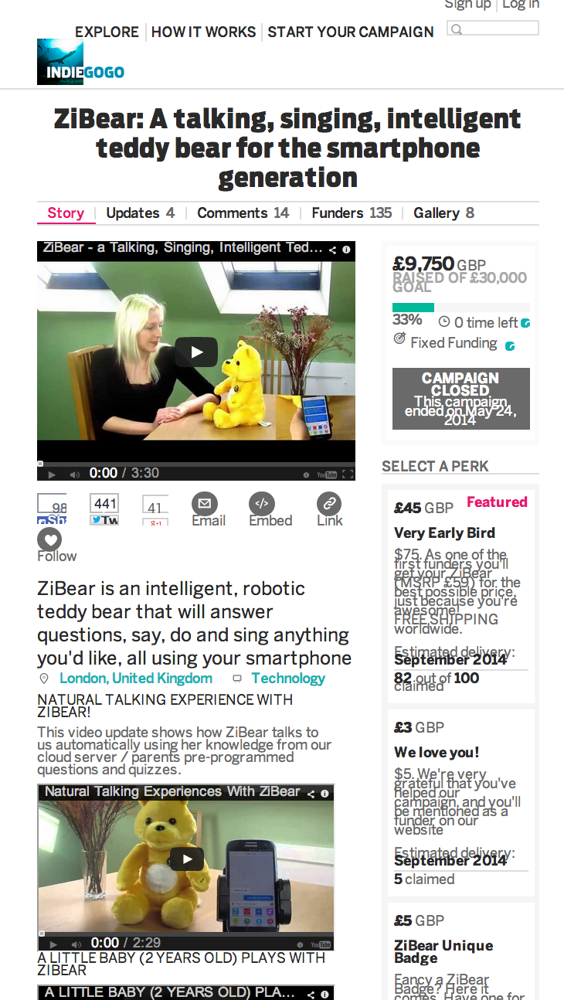 Sign up
Log in
EXPLORE
HOW IT WORKS
START YOUR CAMPAIGN
INDIEGOGO
ZiBear: A talking, singing, intelligent
teddy bear for the smartphone
generation
Story
Updates 4
Comments 14
Funders 135
Gallery 8
ZiBear - a Talking, Singing, Intelligent Ted...
0:00 / 3:30
YouTube
98
Sh
441
Tw
41
g+1
Email
Embed
Link
Follow
ZiBear is an intelligent, robotic
teddy bear that will answer
questions, say, do and sing anything
you'd like, all using your smartphone
London, United Kingdom
Technology
NATURAL TALKING EXPERIENCE WITH
ZIBEAR!
This video update shows how ZiBear talks to
us automatically using her knowledge from our
cloud server / parents pre-programmed
questions and quizzes.
Natural Talking Experiences With ZiBear
SAMSUNG
0:00 / 2:29
YouTube
A LITTLE BABY (2 YEARS OLD) PLAYS WITH
ZIBEAR
A LITTLE BABY (2 YEARS OLD) PLA...
£9,750 GBP
RAISED OF £30,000
GOAL
33%
0 time left
Fixed Funding
CAMPAIGN
CLOSED
This campaign
ended on May 24,
2014
SELECT A PERK
£45 GBP
Featured
Very Early Bird
$75. As one of the
first funders you'll
get your ZiBear
(MSRP £59) for the
best possible price,
just because you're
awesome!
FREE SHIPPING
worldwide.
Estimated delivery:
September 2014
82 out of 100
claimed
£3 GBP
We love you!
$5. We're very
grateful that you've
helped our
campaign, and you'll
be mentioned as a
funder on our
website
Estimated delivery:
September 2014
5 claimed
£5 GBP
ZiBear Unique
Badge
Fancy a ZiBear
Badge? Here it
comes. Have one for